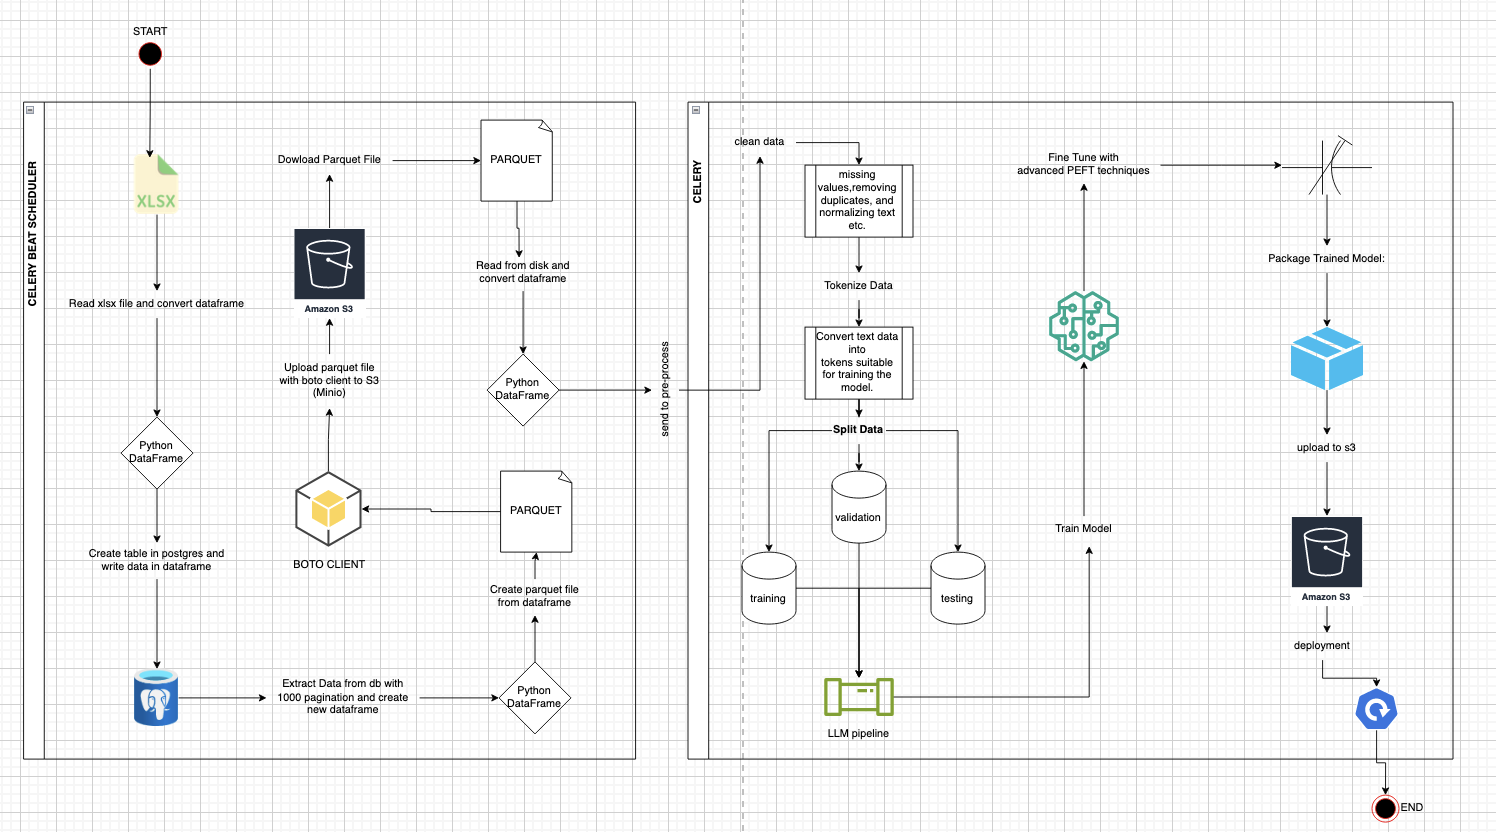 START
CELERY BEAT SCHEDULER
XLSX
Read xlsx file and convert dataframe
Python
DataFrame
Create table in postgres and
write data in dataframe
Extract Data from db with
1000 pagination and create
new dataframe
Python
DataFrame
Create parquet file
from dataframe
PARQUET
BOTO CLIENT
Upload parquet file
with boto client to S3
(Minio)
Amazon S3
Dowload Parquet File
PARQUET
Read from disk and
convert dataframe
Python
DataFrame
send to pre-process
CELERY
clean data
missing
values,removing
duplicates, and
normalizing text
etc.
Tokenize Data
Convert text data
into
tokens suitable
for training the
model.
Split Data
validation
training
testing
LLM pipeline
Train Model
Fine Tune with
advanced PEFT techniques
Package Trained Model:
upload to s3
Amazon S3
deployment
END